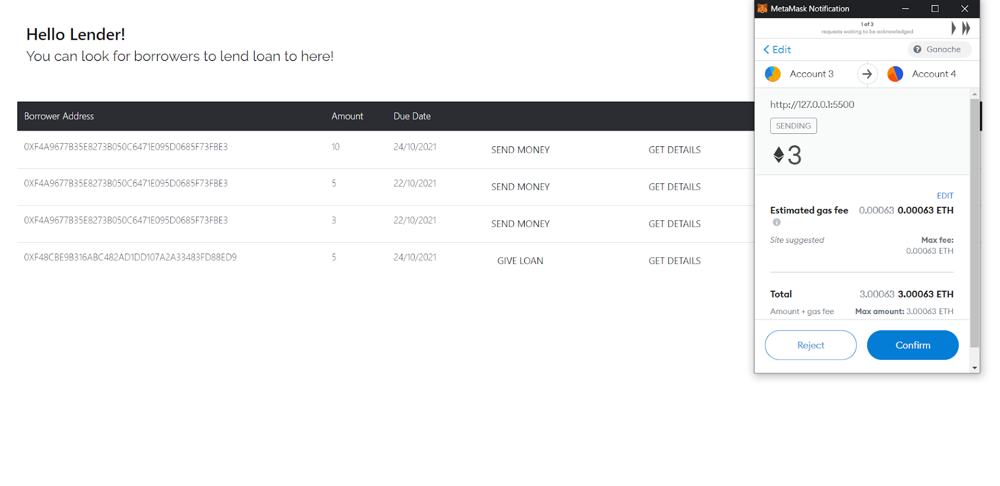 Hello Lender!
You can look for borrowers to lend loan to here!
Borrower Address Amount Due Date
0XF4A9677B35E8273B050C6471E095D0685F73FBE3 10 24/10/2021 SEND MONEY GET DETAILS
0XF4A9677B35E8273B050C6471E095D0685F73FBE3 5 22/10/2021 SEND MONEY GET DETAILS
0XF4A9677B35E8273B050C6471E095D0685F73FBE3 3 22/10/2021 SEND MONEY GET DETAILS
0XF48CBE9B316ABC482AD1DD107A2A33483FD88ED9 5 24/10/2021 GIVE LOAN GET DETAILS
MetaMask Notification
1 of 3
requests waiting to be acknowledged
Edit Ganache
Account 3 Account 4
http://127.0.0.1:5500
SENDING
3
EDIT
Estimated gas fee 0.00063 0.00063 ETH
Site suggested Max fee:
0.00063 ETH
Total 3.00063 3.00063 ETH
Amount + gas fee Max amount: 3.00063 ETH
Reject Confirm